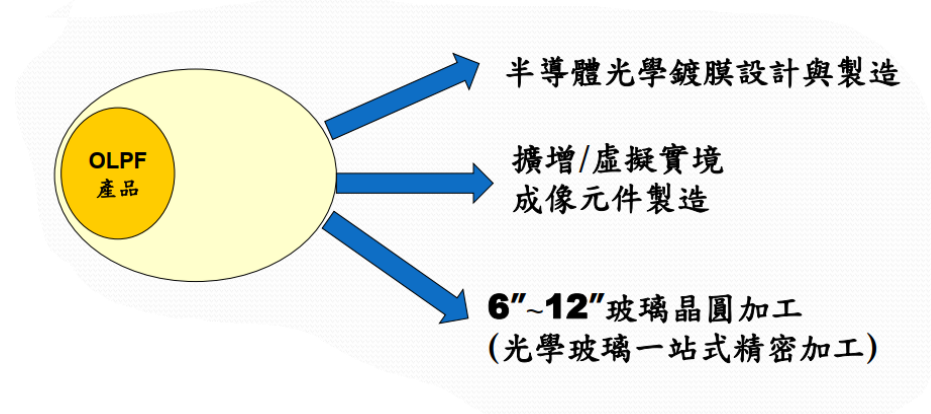 OLPF
產品
半導體光學鍍膜設計與製造
擴增/虛擬實境
成像元件製造
6”~12”玻璃晶圓加工
(光學玻璃一站式精密加工)